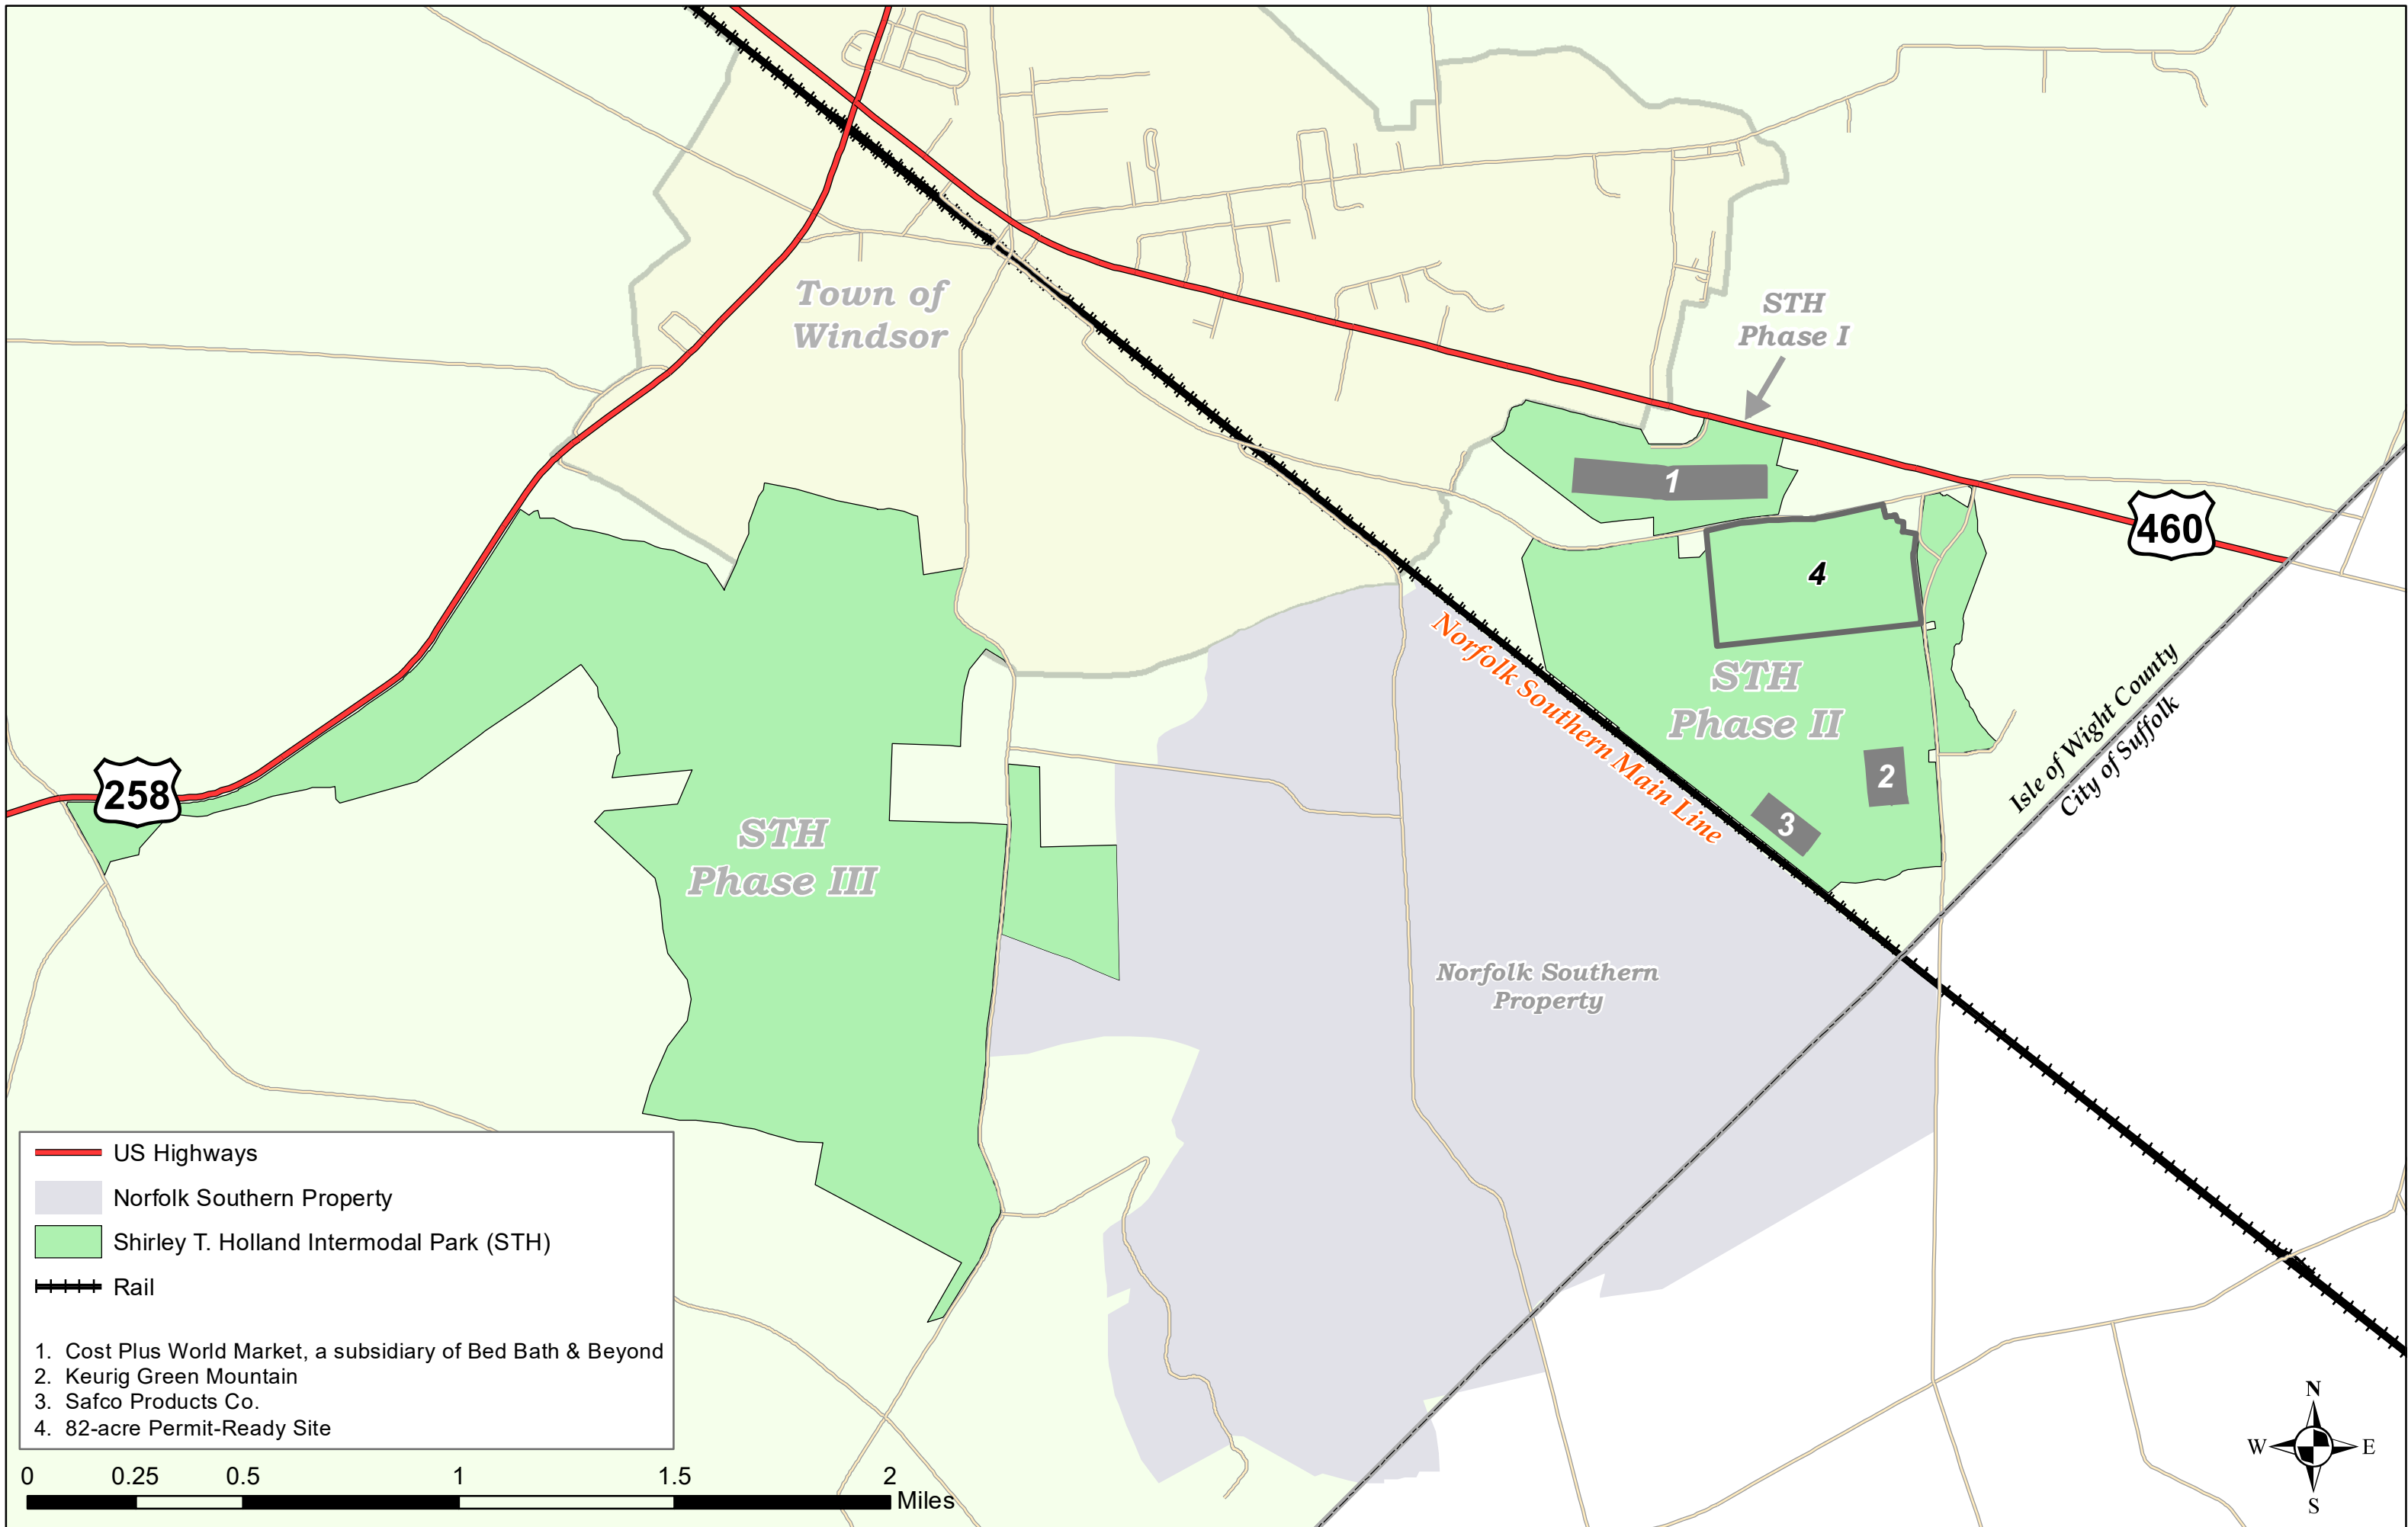 Town of
Windsor
STH
Phase I
1
460
4
Norfolk Southern Main Line
STH
Phase II
Isle of Wight County
City of Suffolk
2
258
3
STH
Phase III
Norfolk Southern
Property
US Highways
Norfolk Southern Property
Shirley T. Holland Intermodal Park (STH)
Rail
1. Cost Plus World Market, a subsidiary of Bed Bath & Beyond
2. Keurig Green Mountain
3. Safco Products Co.
4. 82-acre Permit-Ready Site
0 0.25 0.5 1 1.5 2
Miles
N
W E
S